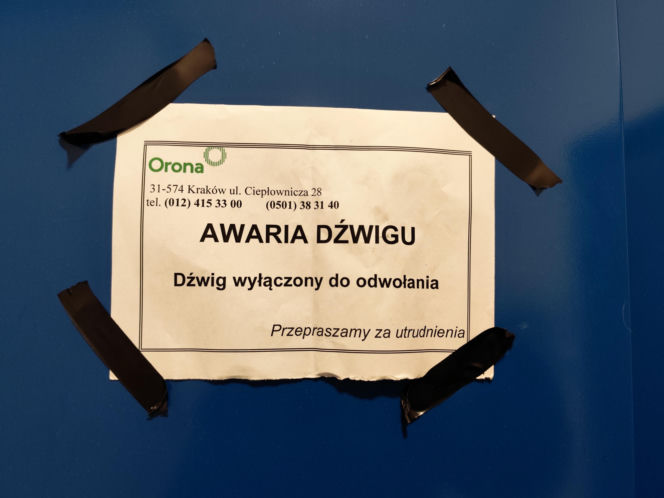 Orona
31-574 Kraków ul. Ciepłownicza 28
tel. (012) 415 33 00 (0501) 38 31 40
AWARIA DŹWIGU
Dźwig wyłączony do odwołania
Przepraszamy za utrudnienia